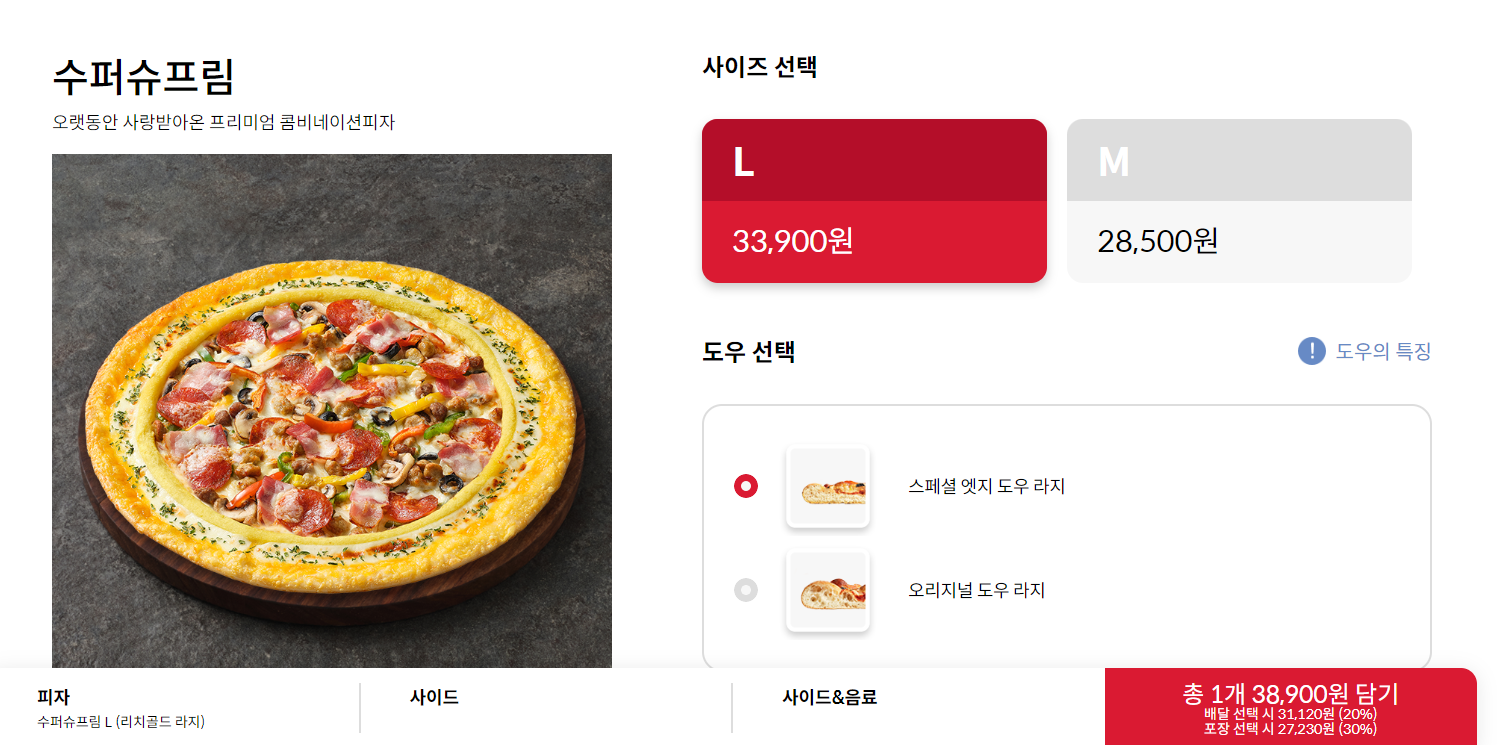 수퍼슈프림
오랫동안 사랑받아온 프리미엄 콤비네이션피자
사이즈 선택
L
33,900원
M
28,500원
도우 선택
! 도우의 특징
스페셜 엣지 도우 라지
오리지널 도우 라지
피자
수퍼슈프림 L (리치골드 라지)
사이드
사이드&음료
총 1개 38,900원 담기
배달 선택 시 31,120원 (20%)
포장 선택 시 27,230원 (30%)